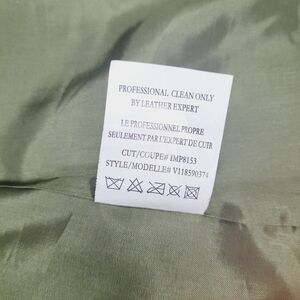 PROFESSIONAL CLEAN ONLY
BY LEATHER EXPERT
LE PROFESSIONNEL PROPRE
SEULEMENT PAR L'EXPERT DE CUIR
CUT/COUPE# 1MP8153
STYLE/MODELLE# V118590374